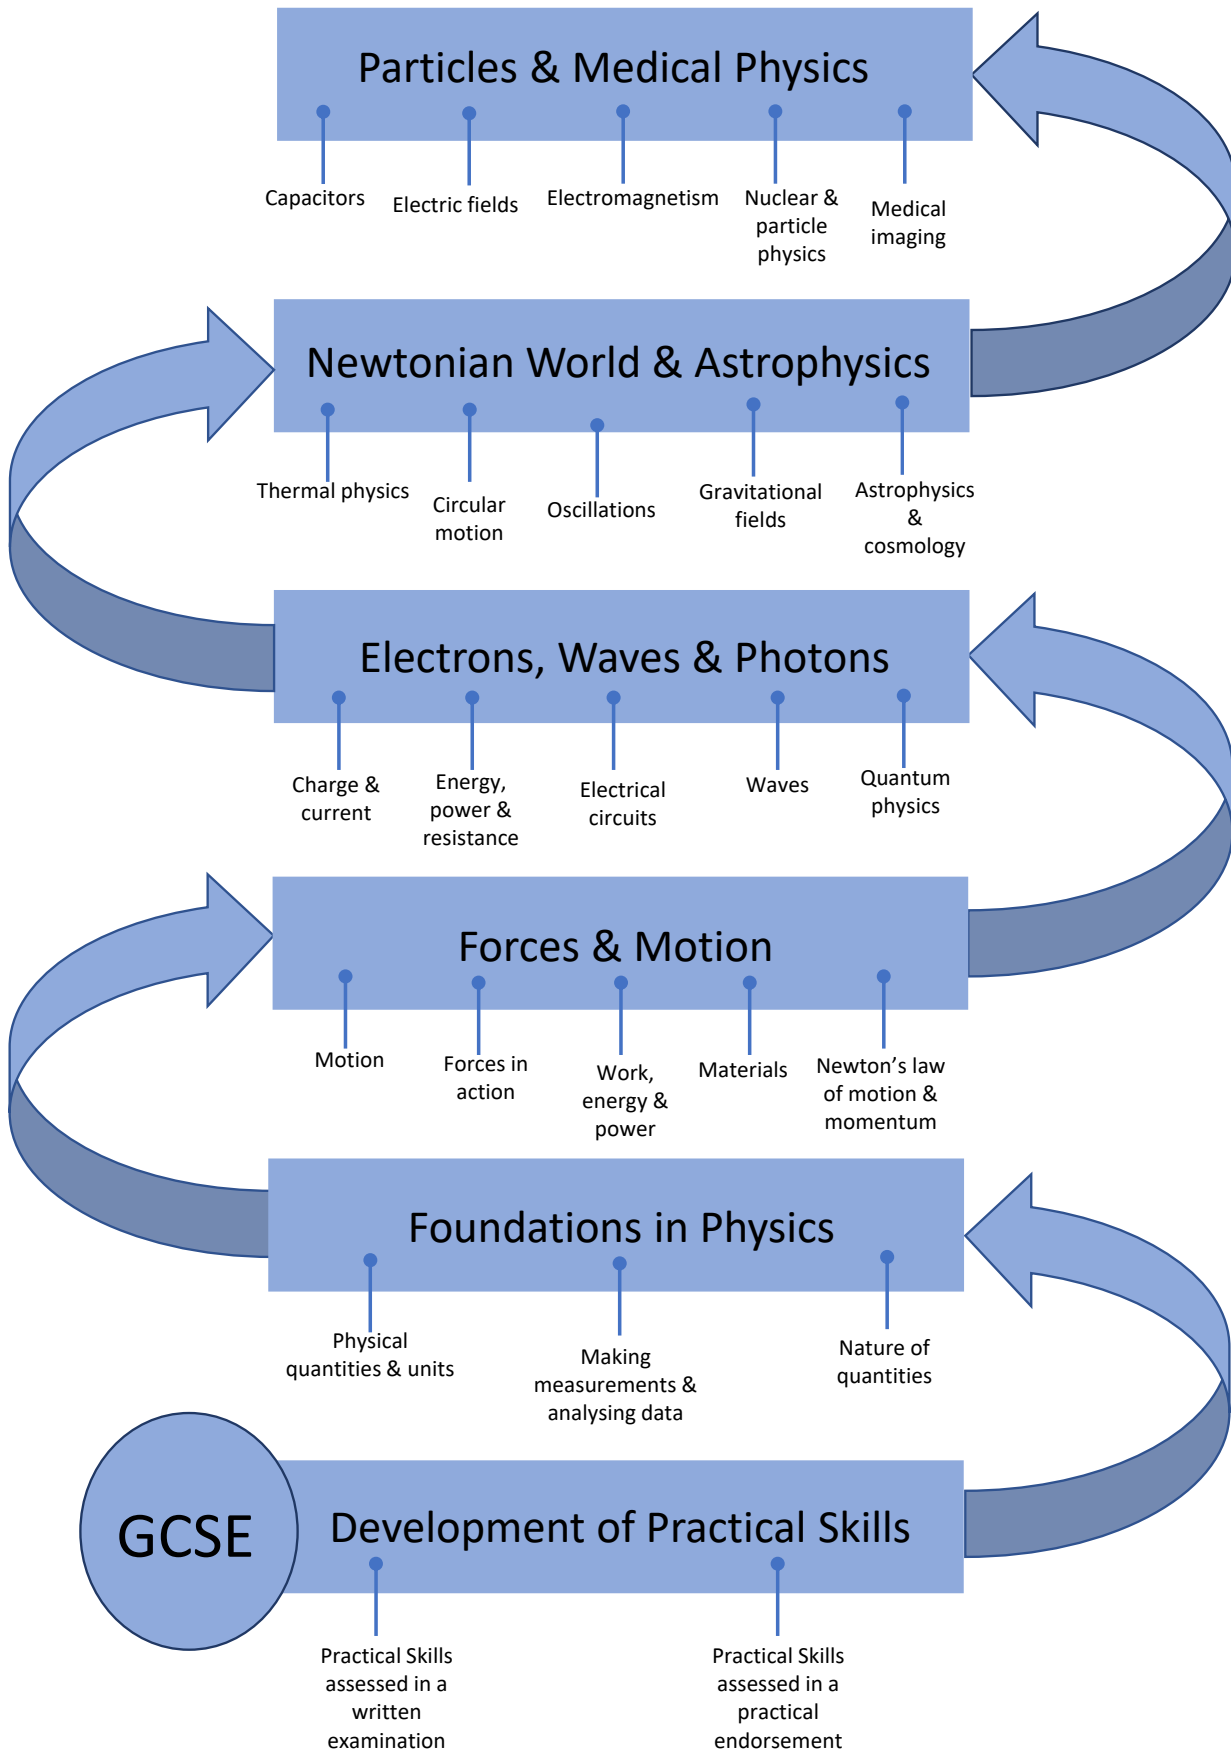 Particles & Medical Physics
Capacitors
Electric fields
Electromagnetism
Nuclear &
particle
physics
Medical
imaging
Newtonian World & Astrophysics
Thermal physics
Circular
motion
Oscillations
Gravitational
fields
Astrophysics
&
cosmology
Electrons, Waves & Photons
Charge &
current
Energy,
power &
resistance
Electrical
circuits
Waves
Quantum
physics
Forces & Motion
Motion
Forces in
action
Work,
energy &
power
Materials
Newton’s law
of motion &
momentum
Foundations in Physics
Physical
quantities & units
Making
measurements &
analysing data
Nature of
quantities
GCSE
Development of Practical Skills
Practical Skills
assessed in a
written
examination
Practical Skills
assessed in a
practical
endorsement